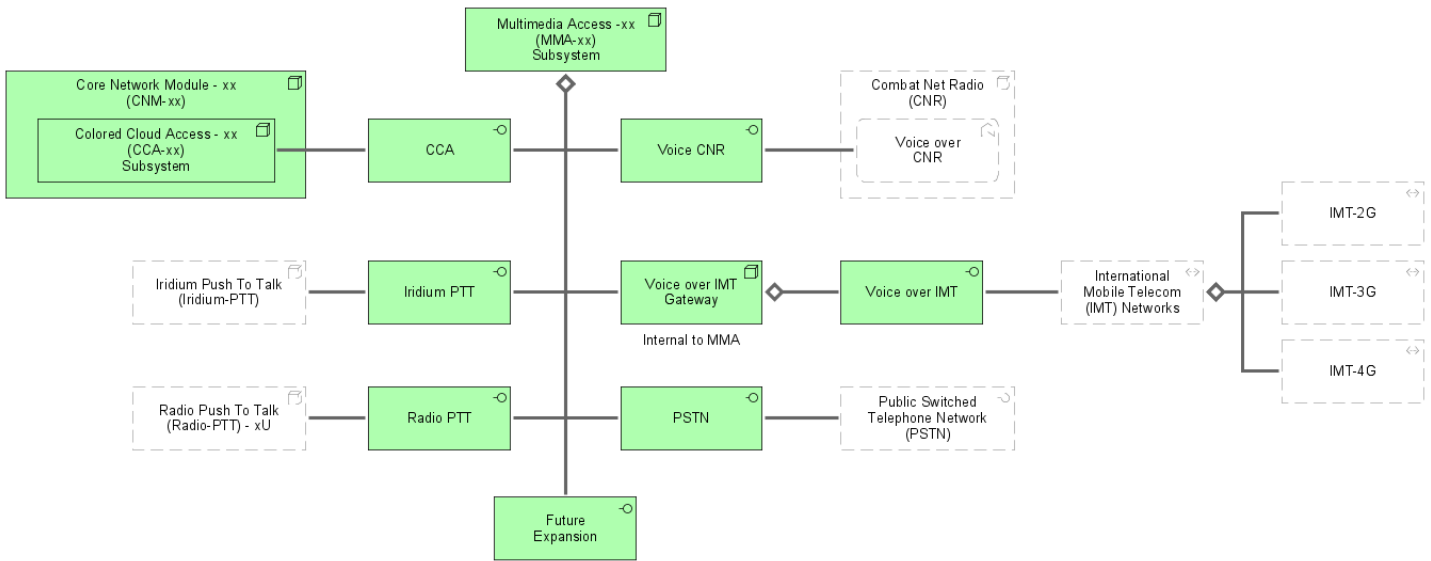 Multimedia Access -xx
(MMA-xx)
Subsystem
Core Network Module - xx
(CNM-xx)
Colored Cloud Access - xx
(CCA-xx)
Subsystem
CCA
Voice CNR
Combat Net Radio
(CNR)
Voice over
CNR
Iridium Push To Talk
(Iridium-PTT)
Iridium PTT
Voice over IMT
Gateway
Internal to MMA
Voice over IMT
International
Mobile Telecom
(IMT) Networks
IMT-2G
IMT-3G
IMT-4G
Radio Push To Talk
(Radio-PTT) - xU
Radio PTT
PSTN
Public Switched
Telephone Network
(PSTN)
Future
Expansion